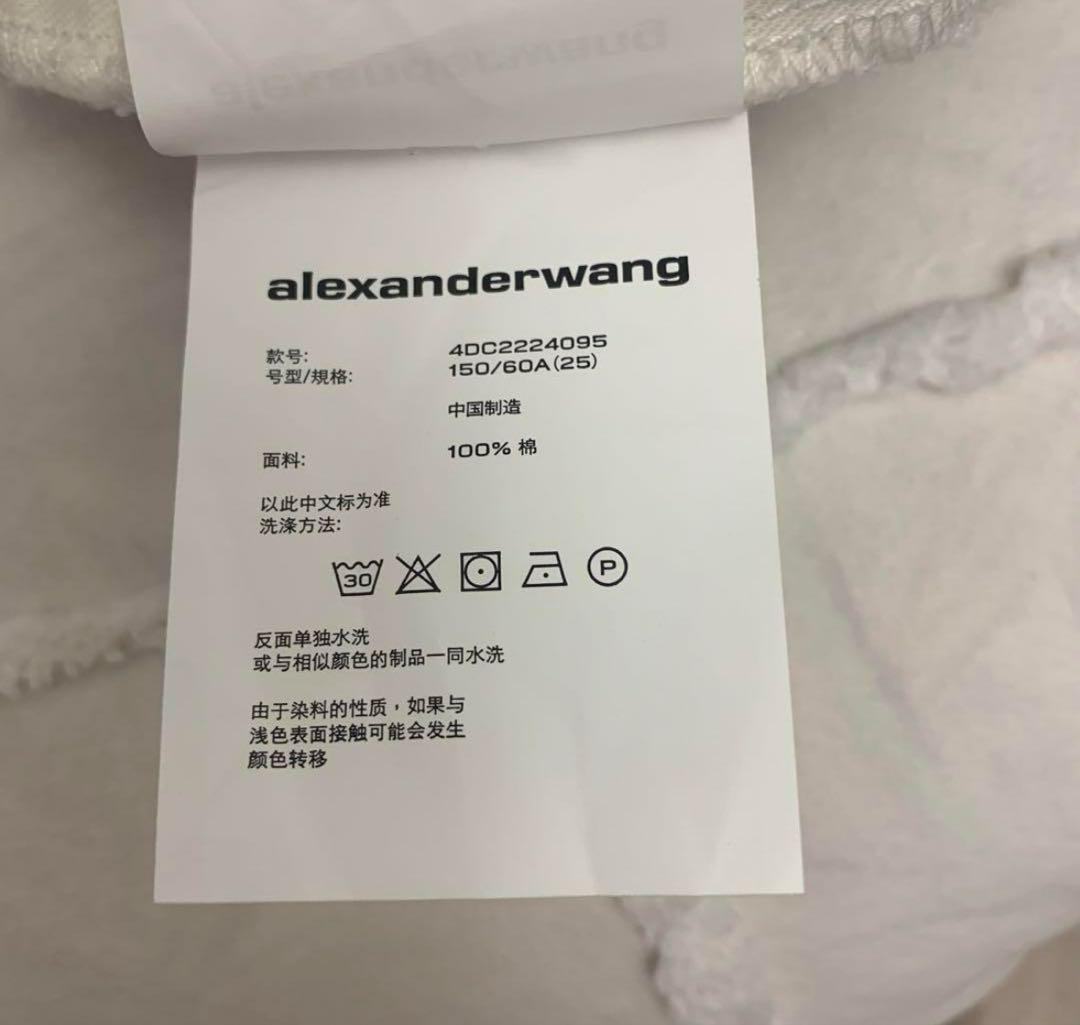 alexanderwang
款号: 4DC2224095
号型/規格: 150/60A(25)
中国制造
面料: 100% 棉
以此中文标为准
洗涤方法:
30 P
反面单独水洗
或与相似颜色的制品一同水洗
由于染料的性质，如果与
浅色表面接触可能会发生
颜色转移